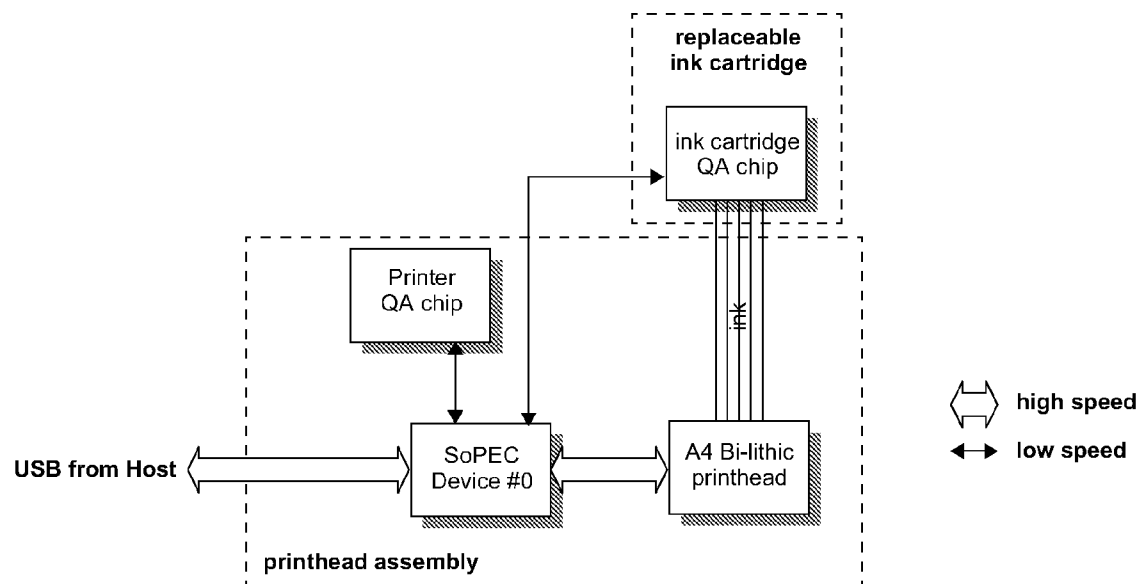 replaceable
ink cartridge
ink cartridge
QA chip
Printer
QA chip
ink
high speed
low speed
USB from Host
SoPEC
Device #0
A4 Bi-lithic
printhead
printhead assembly